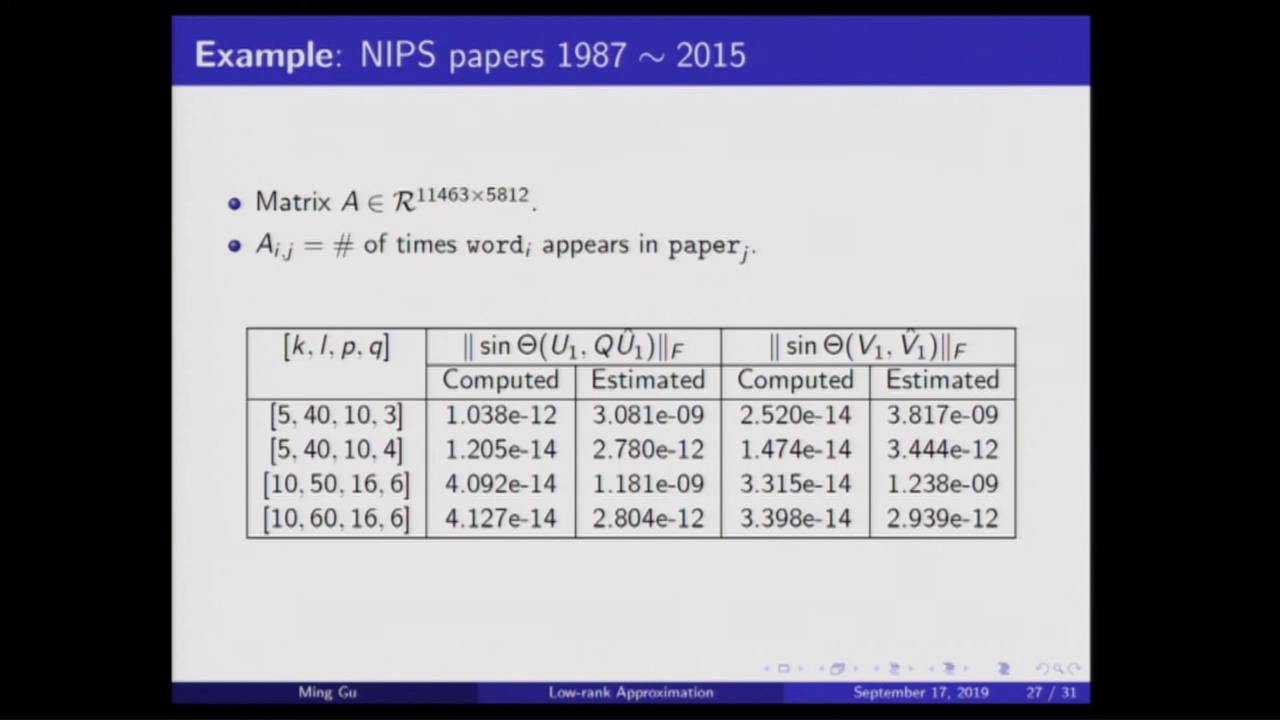 Example: NIPS papers 1987 ∼ 2015
Matrix A ∈ ℛ^{11463×5812}.
A_{i,j} = # of times word_i appears in paper_j.
[k, l, p, q] ‖ sin Θ(U_1, QÛ_1)‖_F ‖ sin Θ(V_1, V̂_1)‖_F
Computed Estimated Computed Estimated
[5, 40, 10, 3] 1.038e-12 3.081e-09 2.520e-14 3.817e-09
[5, 40, 10, 4] 1.205e-14 2.780e-12 1.474e-14 3.444e-12
[10, 50, 16, 6] 4.092e-14 1.181e-09 3.315e-14 1.238e-09
[10, 60, 16, 6] 4.127e-14 2.804e-12 3.398e-14 2.939e-12
Ming Gu Low-rank Approximation September 17, 2019 27 / 31